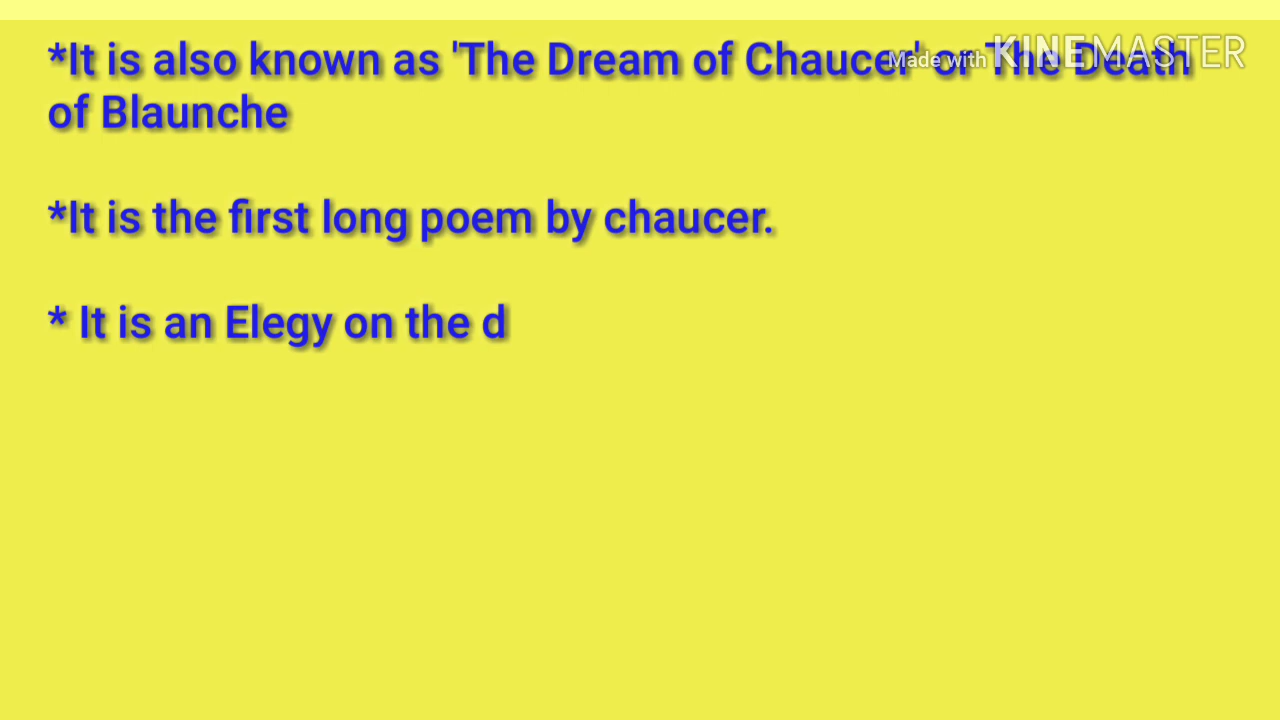 *It is also known as 'The Dream of Chaucer' or The Death
Made with KINEMASTER
of Blaunche
*It is the first long poem by chaucer.
* It is an Elegy on the d